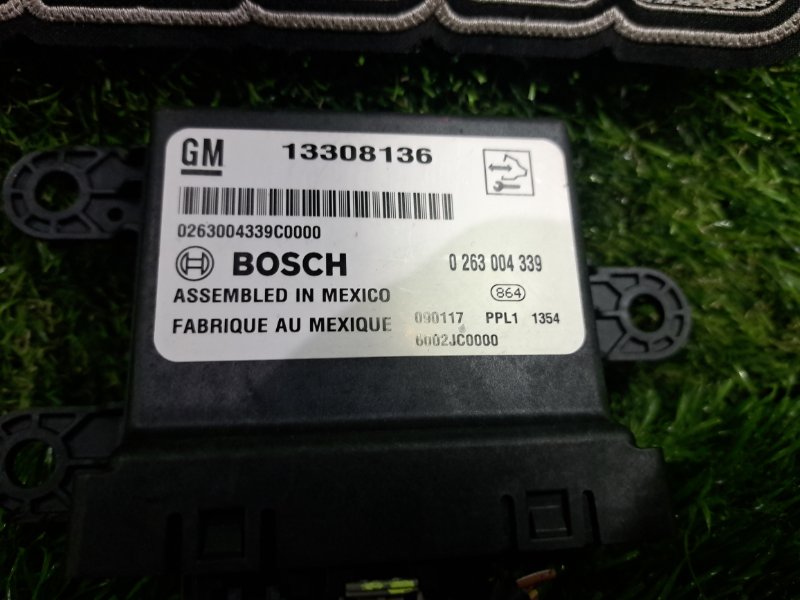 GM 13308136
0263004339C0000
BOSCH 0 263 004 339
ASSEMBLED IN MEXICO 864
FABRIQUE AU MEXIQUE 090117 PPL1 1354
6002JC0000